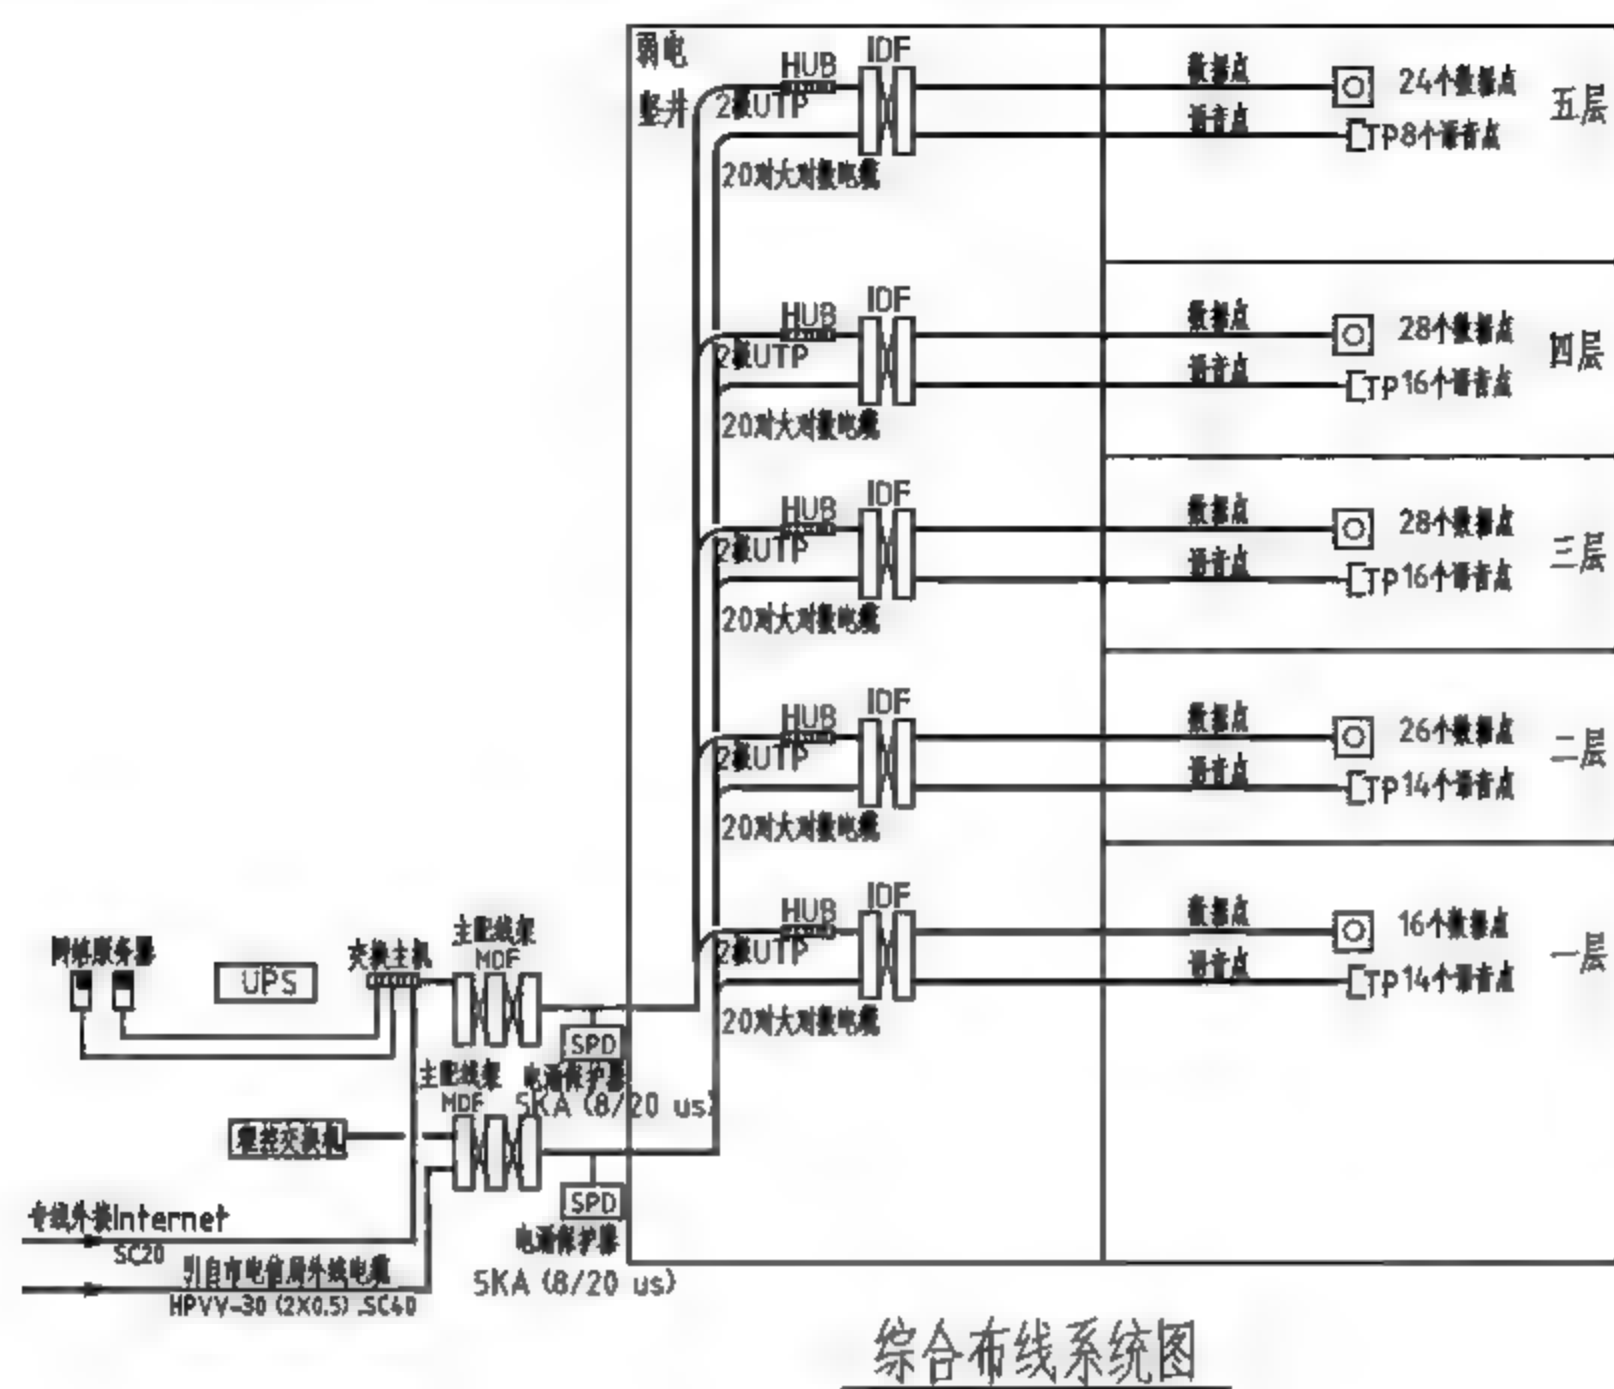 弱电
竖井
HUB
IDF
2根UTP
20对大对数电缆
数据点
24个数据点
语音点
TP8个语音点
五层
HUB
IDF
2根UTP
20对大对数电缆
数据点
28个数据点
语音点
TP16个语音点
四层
HUB
IDF
2根UTP
20对大对数电缆
数据点
28个数据点
语音点
TP16个语音点
三层
HUB
IDF
2根UTP
20对大对数电缆
数据点
26个数据点
语音点
TP14个语音点
二层
HUB
IDF
2根UTP
20对大对数电缆
数据点
16个数据点
语音点
TP14个语音点
一层
网络服务器
UPS
交换主机
主配线架
MDF
SPD
电涌保护器
5KA (8/20 us)
主配线架
MDF
程控交换机
SPD
电涌保护器
5KA (8/20 us)
专线外接Internet
SC20
引自市电信局外线电缆
HPVV-30 (2X0.5) .SC40
综合布线系统图